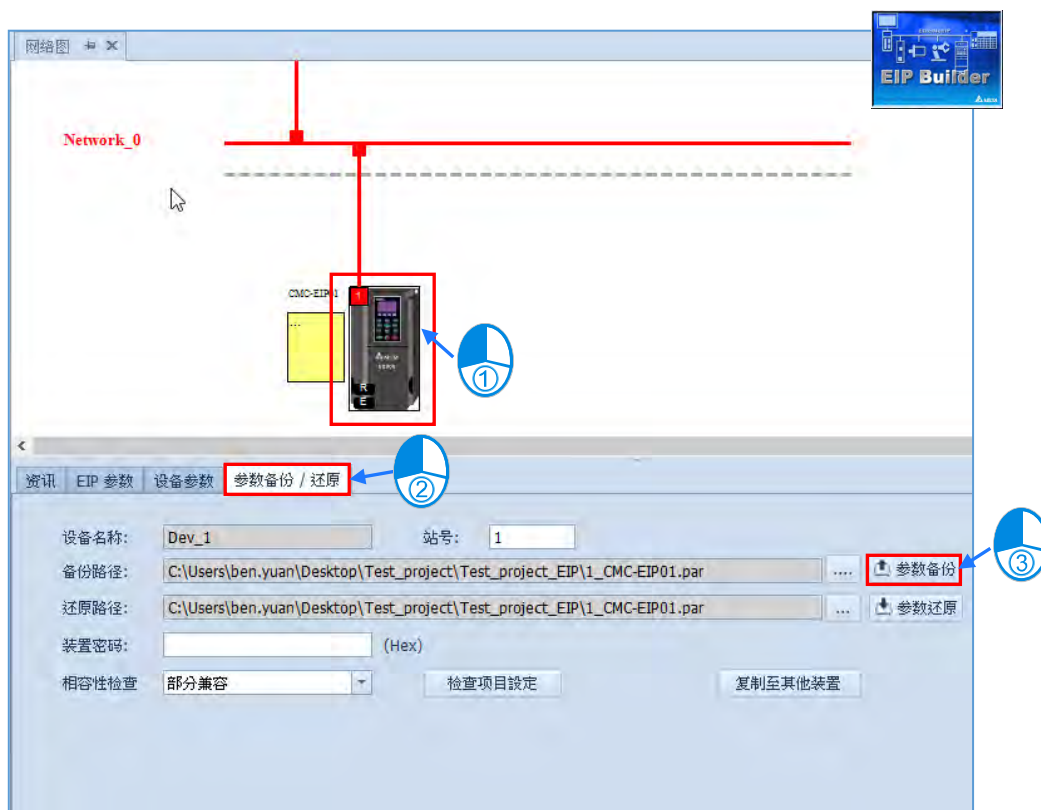 网络图
EIP Builder
Network_0
CMC-EIP01
...
1
R
E
①
②
资讯 EIP 参数 设备参数 参数备份 / 还原
设备名称: Dev_1 站号: 1
备份路径: C:\Users\ben.yuan\Desktop\Test_project\Test_project_EIP\1_CMC-EIP01.par .... 参数备份
③
还原路径: C:\Users\ben.yuan\Desktop\Test_project\Test_project_EIP\1_CMC-EIP01.par ... 参数还原
装置密码: (Hex)
相容性检查 部分兼容 检查项目設定 复制至其他装置